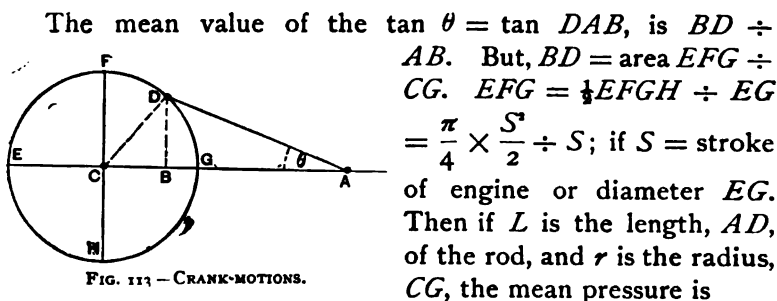 The mean value of the tan θ = tan DAB, is BD ÷
AB. But, BD = area EFG ÷
CG. EFG = ½EFGH ÷ EG
= π/4 × S²/2 ÷ S; if S = stroke
of engine or diameter EG.
Then if L is the length, AD,
of the rod, and r is the radius,
CG, the mean pressure is
F
D
E
C
B
G
θ
A
H
FIG. 113 — CRANK-MOTIONS.